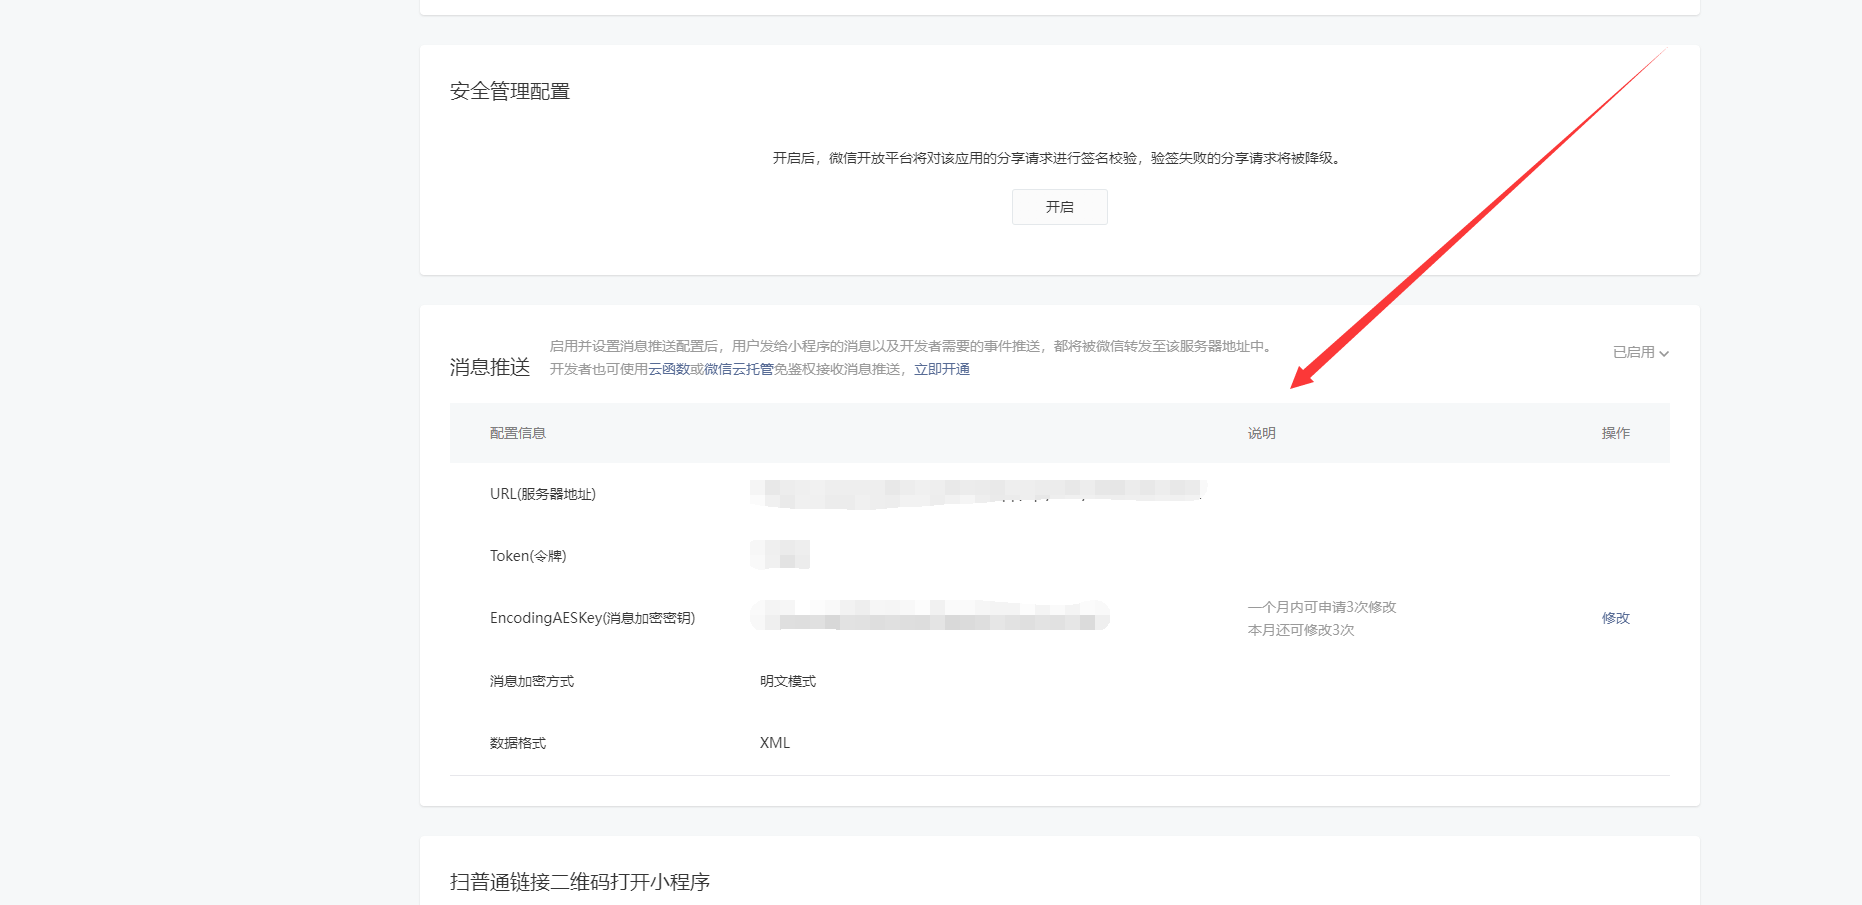 安全管理配置
开启后，微信开放平台将对该应用的分享请求进行签名校验，验签失败的分享请求将被降级。
开启
消息推送
启用并设置消息推送配置后，用户发给小程序的消息以及开发者需要的事件推送，都将被微信转发至该服务器地址中。
开发者也可使用云函数或微信云托管免鉴权接收消息推送，立即开通
已启用
配置信息 说明 操作
URL(服务器地址)
Token(令牌)
EncodingAESKey(消息加密密钥)
一个月内可申请3次修改
本月还可修改3次
修改
消息加密方式 明文模式
数据格式 XML
扫普通链接二维码打开小程序